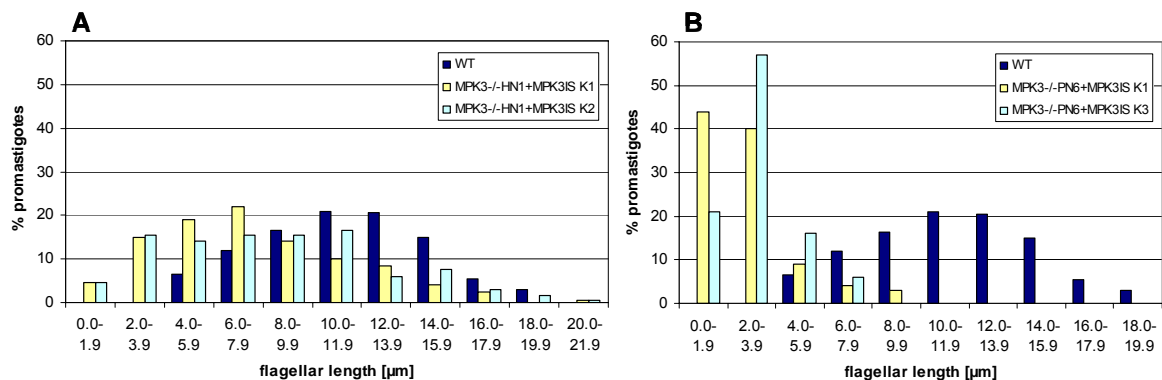 A
60
50
40
30
20
10
0
% promastigotes
WT
MPK3-/-HN1+MPK3IS K1
MPK3-/-HN1+MPK3IS K2
0.0- 2.0- 4.0- 6.0- 8.0- 10.0- 12.0- 14.0- 16.0- 18.0- 20.0-
1.9 3.9 5.9 7.9 9.9 11.9 13.9 15.9 17.9 19.9 21.9
flagellar length [µm]
B
60
50
40
30
20
10
0
% promastigotes
WT
MPK3-/-PN6+MPK3IS K1
MPK3-/-PN6+MPK3IS K3
0.0- 2.0- 4.0- 6.0- 8.0- 10.0- 12.0- 14.0- 16.0- 18.0-
1.9 3.9 5.9 7.9 9.9 11.9 13.9 15.9 17.9 19.9
flagellar length [µm]